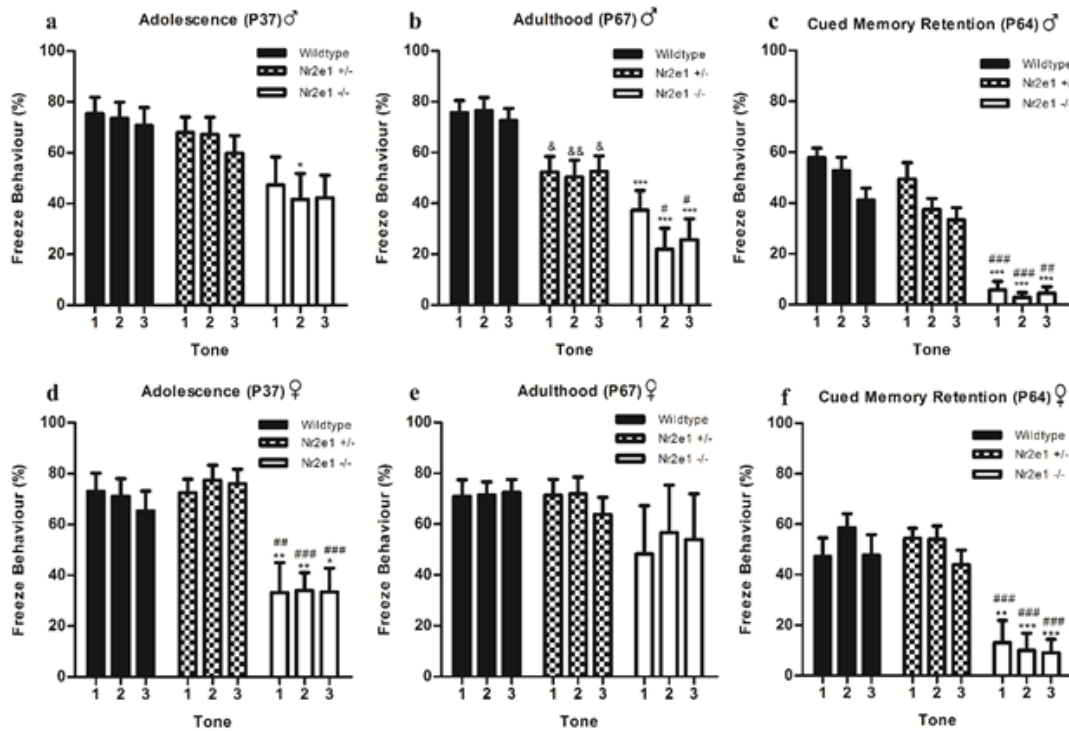 a
Adolescence (P37)♂
100
80
60
40
20
0
Freeze Behaviour (%)
Wildtype
Nr2e1 +/-
Nr2e1 -/-
*
1 2 3 1 2 3 1 2 3
Tone
b
Adulthood (P67)♂
100
80
60
40
20
0
Freeze Behaviour (%)
Wildtype
Nr2e1 +/-
Nr2e1 -/-
& && &
*** # *** # ***
1 2 3 1 2 3 1 2 3
Tone
c
Cued Memory Retention (P64)♂
100
80
60
40
20
0
Freeze Behaviour (%)
Wildtype
Nr2e1 +/-
Nr2e1 -/-
### ### ##
*** *** ***
1 2 3 1 2 3 1 2 3
Tone
d
Adolescence (P37)♀
100
80
60
40
20
0
Freeze Behaviour (%)
Wildtype
Nr2e1 +/-
Nr2e1 -/-
## ### ###
** ** *
1 2 3 1 2 3 1 2 3
Tone
e
Adulthood (P67)♀
100
80
60
40
20
0
Freeze Behaviour (%)
Wildtype
Nr2e1 +/-
Nr2e1 -/-
1 2 3 1 2 3 1 2 3
Tone
f
Cued Memory Retention (P64)♀
100
80
60
40
20
0
Freeze Behaviour (%)
Wildtype
Nr2e1 +/-
Nr2e1 -/-
### ### ###
** *** ***
1 2 3 1 2 3 1 2 3
Tone